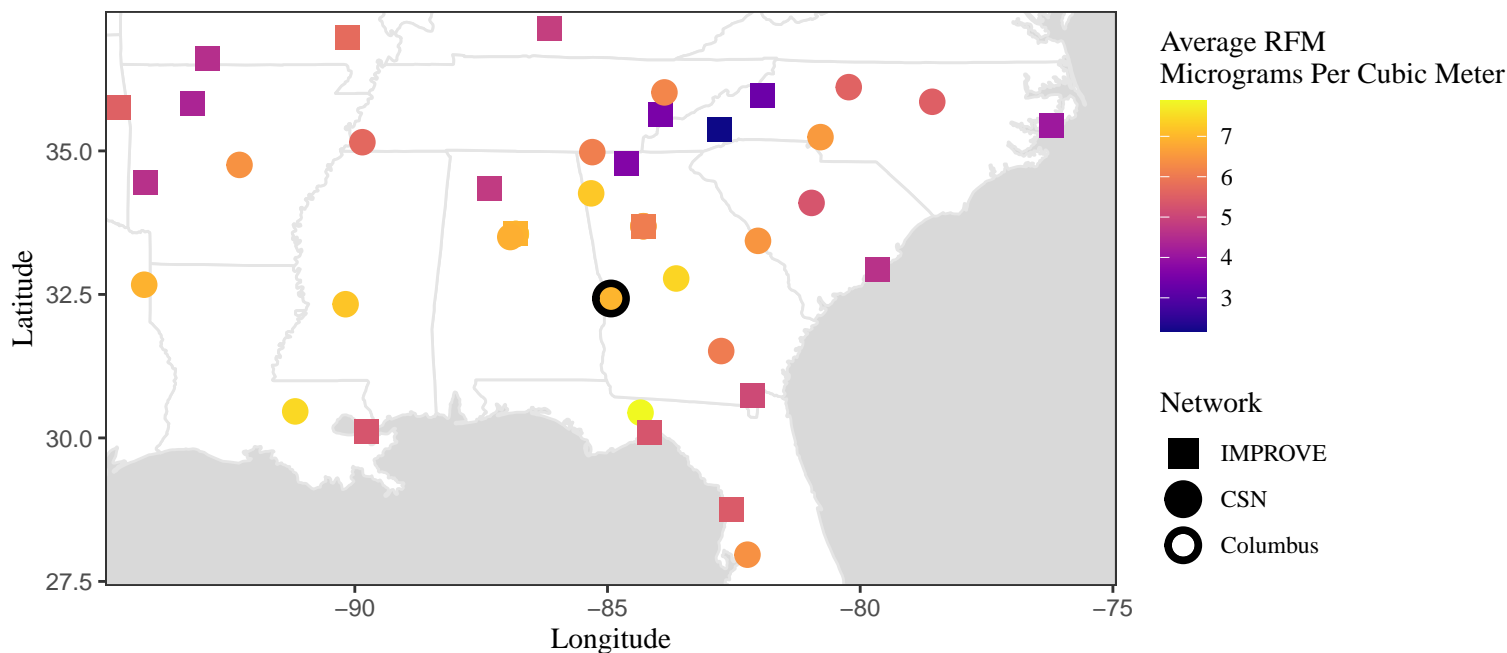 Average RFM
Micrograms Per Cubic Meter
7
6
5
4
3
Network
IMPROVE
CSN
Columbus
Latitude
35.0
32.5
30.0
27.5
−90
−85
−80
−75
Longitude